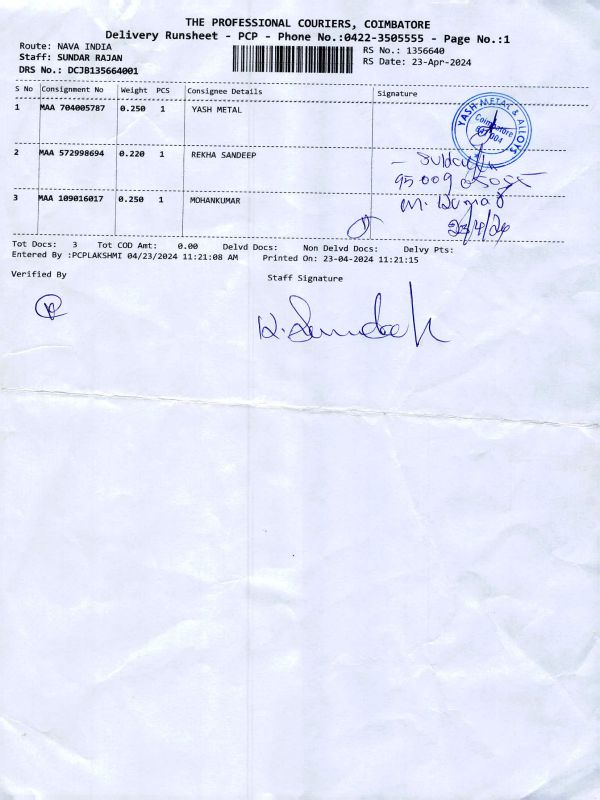 THE PROFESSIONAL COURIERS, COIMBATORE
Delivery Runsheet - PCP - Phone No.:0422-3505555 - Page No.:1
Route: NAVA INDIA
RS No.: 1356640
Staff: SUNDAR RAJAN
RS Date: 23-Apr-2024
DRS No.: DCJB135664001
S No Consignment No Weight PCS Consignee Details Signature
1 MAA 704005787 0.250 1 YASH METAL
YASH METAL & ALLOYS
Coimbatore
2 MAA 572998694 0.220 1 REKHA SANDEEP
3 MAA 109016017 0.250 1 MOHANKUMAR
23/4/24
Tot Docs: 3 Tot COD Amt: 0.00 Delvd Docs: Non Delvd Docs: Delvy Pts:
Entered By :PCPLAKSHMI 04/23/2024 11:21:08 AM Printed On: 23-04-2024 11:21:15
Verified By
Staff Signature